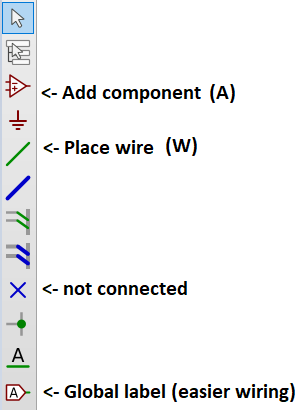 <- Add component (A)
<- Place wire (W)
<- not connected
A
A
<- Global label (easier wiring)